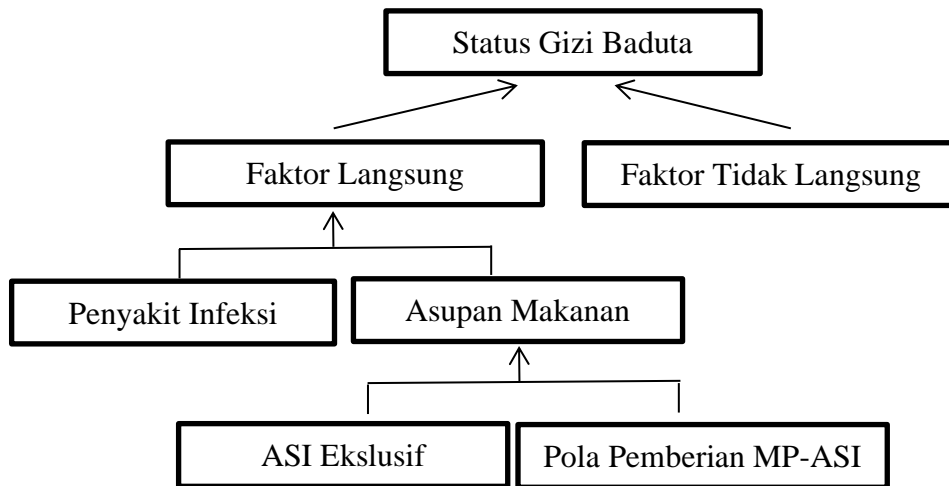 Status Gizi Baduta
Faktor Langsung
Faktor Tidak Langsung
Penyakit Infeksi
Asupan Makanan
ASI Ekslusif
Pola Pemberian MP-ASI